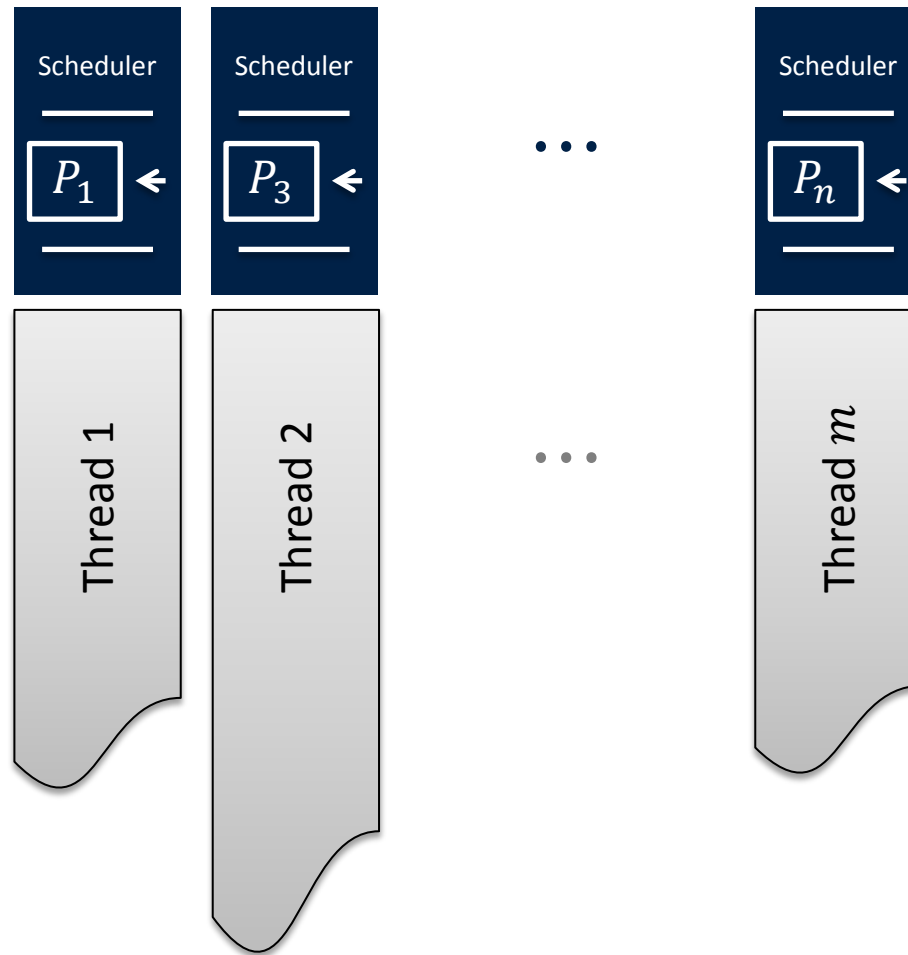 Scheduler
P₁
Scheduler
P₃
...
Scheduler
Pₙ
Thread 1
Thread 2
...
Thread m